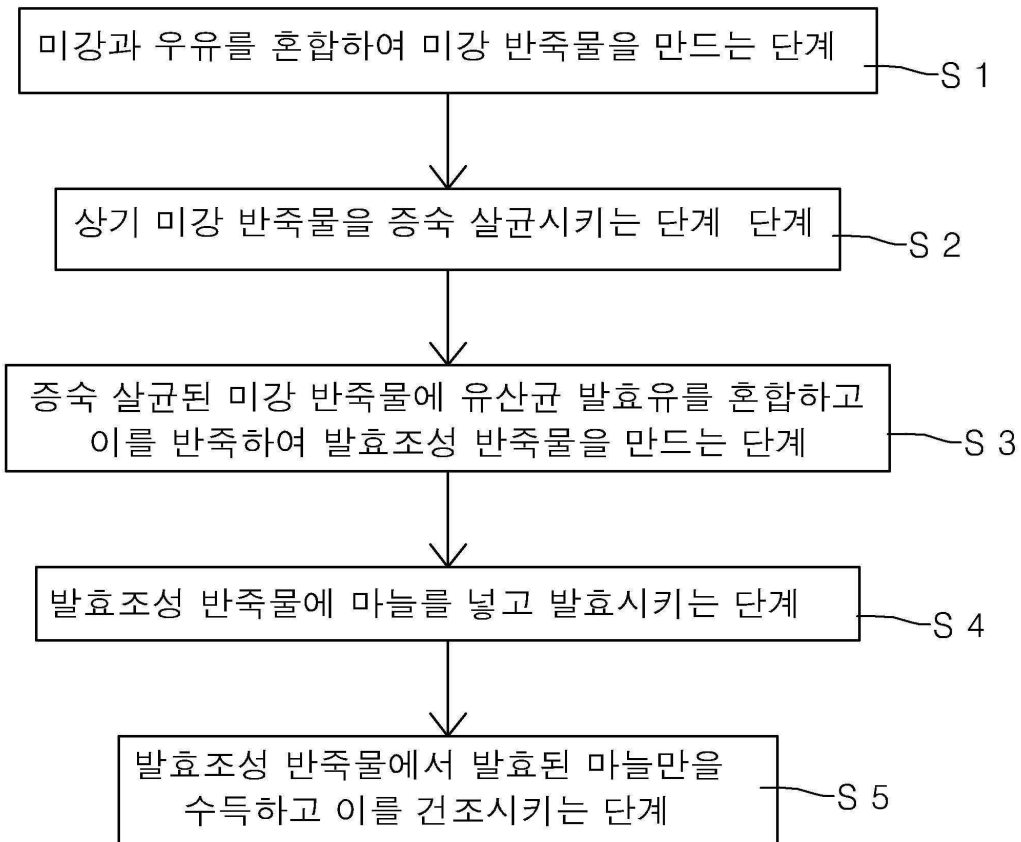 미강과 우유를 혼합하여 미강 반죽물을 만드는 단계
S 1
상기 미강 반죽물을 증숙 살균시키는 단계 단계
S 2
증숙 살균된 미강 반죽물에 유산균 발효유를 혼합하고
이를 반죽하여 발효조성 반죽물을 만드는 단계
S 3
발효조성 반죽물에 마늘를 넣고 발효시키는 단계
S 4
발효조성 반죽물에서 발효된 마늘만을
수득하고 이를 건조시키는 단계
S 5